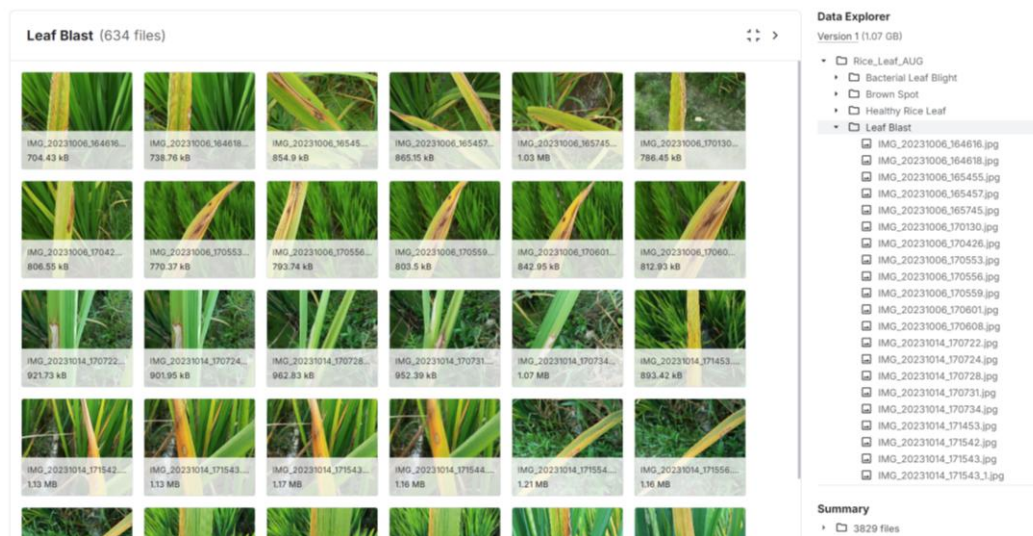 Leaf Blast (634 files)
IMG_20231006_164616...
704.43 kB
IMG_20231006_164618...
738.76 kB
IMG_20231006_16545...
854.9 kB
IMG_20231006_165457...
865.15 kB
IMG_20231006_165745...
1.03 MB
IMG_20231006_170130...
786.45 kB
IMG_20231006_17042...
806.55 kB
IMG_20231006_170553...
770.37 kB
IMG_20231006_170556...
793.74 kB
IMG_20231006_170559...
803.5 kB
IMG_20231006_170601...
842.95 kB
IMG_20231006_17060...
812.93 kB
IMG_20231014_170722...
921.73 kB
IMG_20231014_170724...
901.95 kB
IMG_20231014_170728...
962.83 kB
IMG_20231014_170731...
952.39 kB
IMG_20231014_170734...
1.07 MB
IMG_20231014_171453...
893.42 kB
IMG_20231014_171542...
1.13 MB
IMG_20231014_171543...
1.13 MB
IMG_20231014_171543...
1.17 MB
IMG_20231014_171544...
1.16 MB
IMG_20231014_171554...
1.21 MB
IMG_20231014_171556...
1.16 MB
Data Explorer
Version 1 (1.07 GB)
Rice_Leaf_AUG
Bacterial Leaf Blight
Brown Spot
Healthy Rice Leaf
Leaf Blast
IMG_20231006_164616.jpg
IMG_20231006_164618.jpg
IMG_20231006_165455.jpg
IMG_20231006_165457.jpg
IMG_20231006_165745.jpg
IMG_20231006_170130.jpg
IMG_20231006_170426.jpg
IMG_20231006_170553.jpg
IMG_20231006_170556.jpg
IMG_20231006_170559.jpg
IMG_20231006_170601.jpg
IMG_20231006_170608.jpg
IMG_20231014_170722.jpg
IMG_20231014_170724.jpg
IMG_20231014_170728.jpg
IMG_20231014_170731.jpg
IMG_20231014_170734.jpg
IMG_20231014_171453.jpg
IMG_20231014_171542.jpg
IMG_20231014_171543.jpg
IMG_20231014_171543_1.jpg
Summary
3829 files